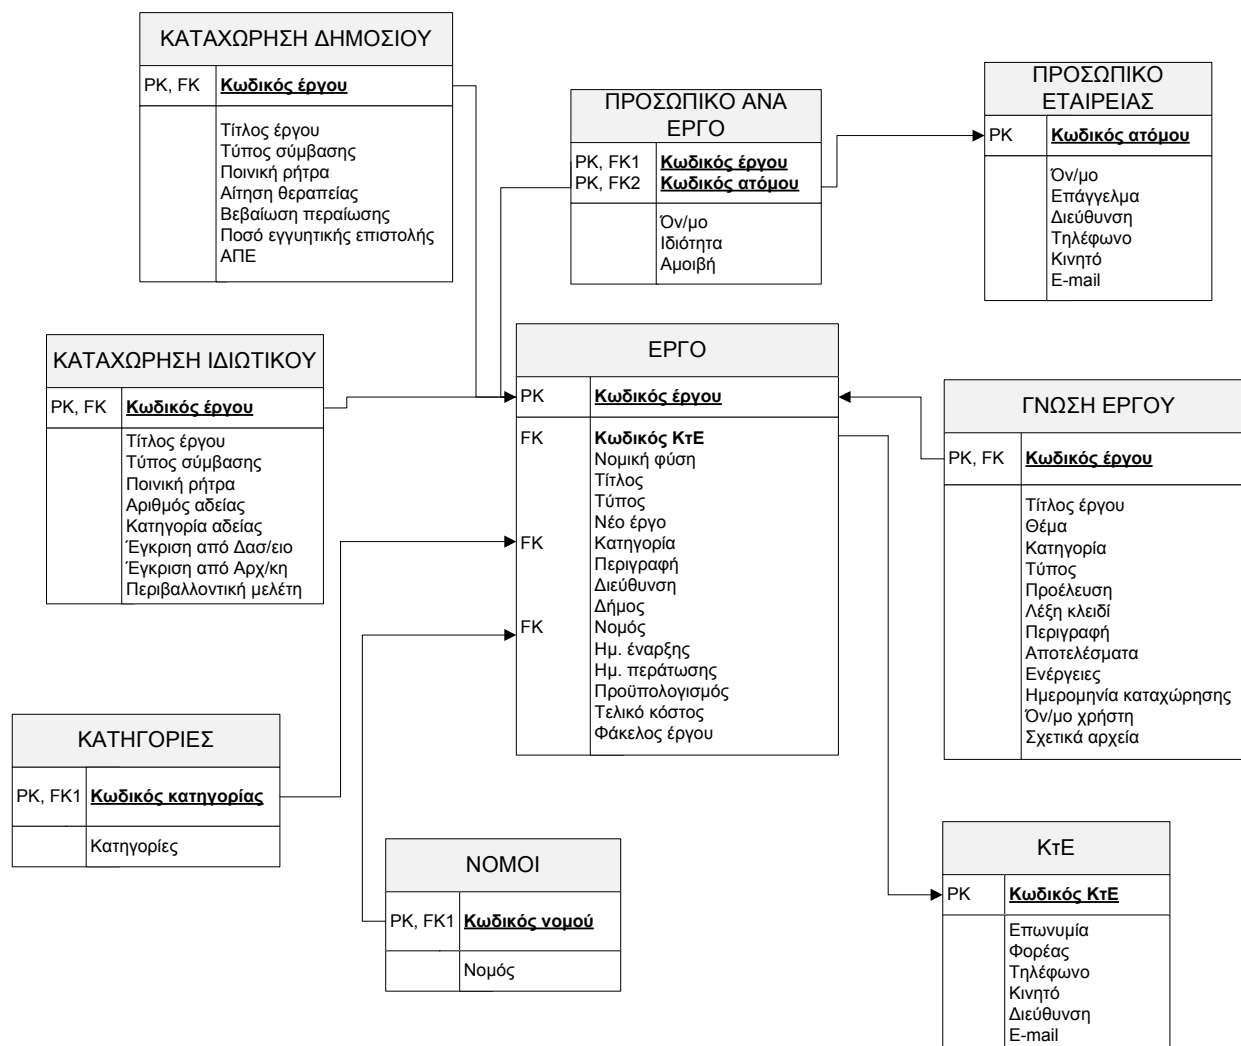 ΚΑΤΑΧΩΡΗΣΗ ΔΗΜΟΣΙΟΥ
PK, FK Κωδικός έργου
Τίτλος έργου
Τύπος σύμβασης
Ποινική ρήτρα
Αίτηση θεραπείας
Βεβαίωση περαίωσης
Ποσό εγγυητικής επιστολής
ΑΠΕ
ΠΡΟΣΩΠΙΚΟ ΑΝΑ
ΕΡΓΟ
PK, FK1 Κωδικός έργου
PK, FK2 Κωδικός ατόμου
Όν/μο
Ιδιότητα
Αμοιβή
ΠΡΟΣΩΠΙΚΟ
ΕΤΑΙΡΕΙΑΣ
PK Κωδικός ατόμου
Όν/μο
Επάγγελμα
Διεύθυνση
Τηλέφωνο
Κινητό
E-mail
ΚΑΤΑΧΩΡΗΣΗ ΙΔΙΩΤΙΚΟΥ
PK, FK Κωδικός έργου
Τίτλος έργου
Τύπος σύμβασης
Ποινική ρήτρα
Αριθμός αδείας
Κατηγορία αδείας
Έγκριση από Δασ/ειο
Έγκριση από Αρχ/κη
Περιβαλλοντική μελέτη
ΕΡΓΟ
PK Κωδικός έργου
FK Κωδικός ΚτΕ
Νομική φύση
Τίτλος
Τύπος
Νέο έργο
FK Κατηγορία
Περιγραφή
Διεύθυνση
Δήμος
FK Νομός
Ημ. έναρξης
Ημ. περάτωσης
Προϋπολογισμός
Τελικό κόστος
Φάκελος έργου
ΓΝΩΣΗ ΕΡΓΟΥ
PK, FK Κωδικός έργου
Τίτλος έργου
Θέμα
Κατηγορία
Τύπος
Προέλευση
Λέξη κλειδί
Περιγραφή
Αποτελέσματα
Ενέργειες
Ημερομηνία καταχώρησης
Όν/μο χρήστη
Σχετικά αρχεία
ΚΑΤΗΓΟΡΙΕΣ
PK, FK1 Κωδικός κατηγορίας
Κατηγορίες
ΝΟΜΟΙ
PK, FK1 Κωδικός νομού
Νομός
ΚτΕ
PK Κωδικός ΚτΕ
Επωνυμία
Φορέας
Τηλέφωνο
Κινητό
Διεύθυνση
E-mail